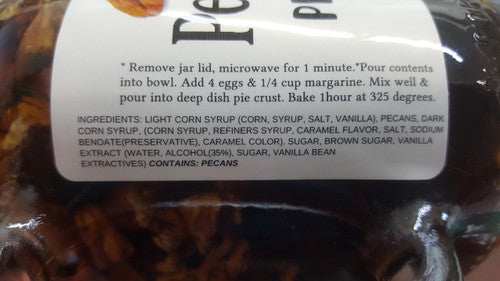 Pe
p
" Remove jar lid, microwave for 1 minute."Pour contents
into bowl. Add 4 eggs & 1/4 cup margarine. Mix well &
pour into deep dish pie crust. Bake 1hour at 325 degrees.
INGREDIENTS: LIGHT CORN SYRUP (CORN, SYRUP, SALT, VANILLA), PECANS, DARK
CORN SYRUP, (CORN SYRUP, REFINERS SYRUP, CARAMEL FLAVOR, SALT, SODIUM
BENOATE(PRESERVATIVE), CARAMEL COLOR). SUGAR, BROWN SUGAR, VANILLA
EXTRACT (WATER, ALCOHOL(35%), SUGAR, VANILLA BEAN
EXTRACTIVES) CONTAINS: PECANS